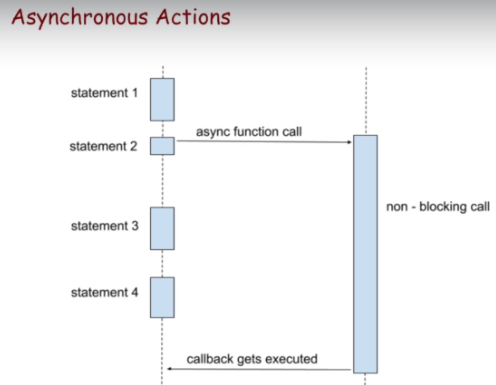 Asynchronous Actions
statement 1
async function call
statement 2
non - blocking call
statement 3
statement 4
callback gets executed